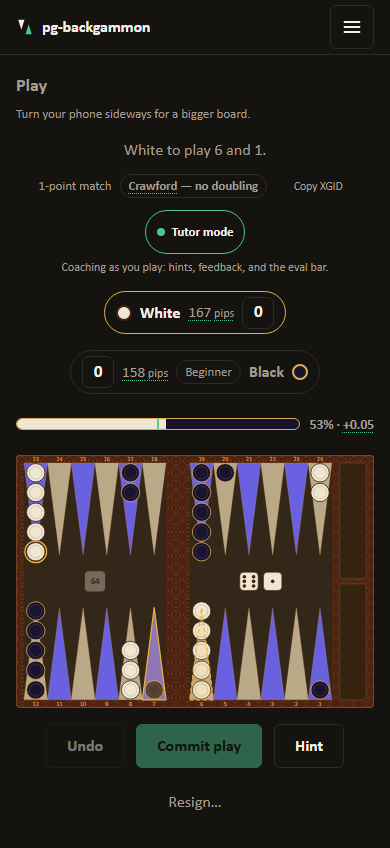 pg-backgammon
Play
Turn your phone sideways for a bigger board.
White to play 6 and 1.
1-point match Crawford — no doubling Copy XGID
Tutor mode
Coaching as you play: hints, feedback, and the eval bar.
White 167 pips 0
0 158 pips Beginner Black
53% · +0.05
13 14 15 16 17 18 19 20 21 22 23 24
64
12 11 10 9 8 7 6 5 4 3 2 1
Undo Commit play Hint
Resign...